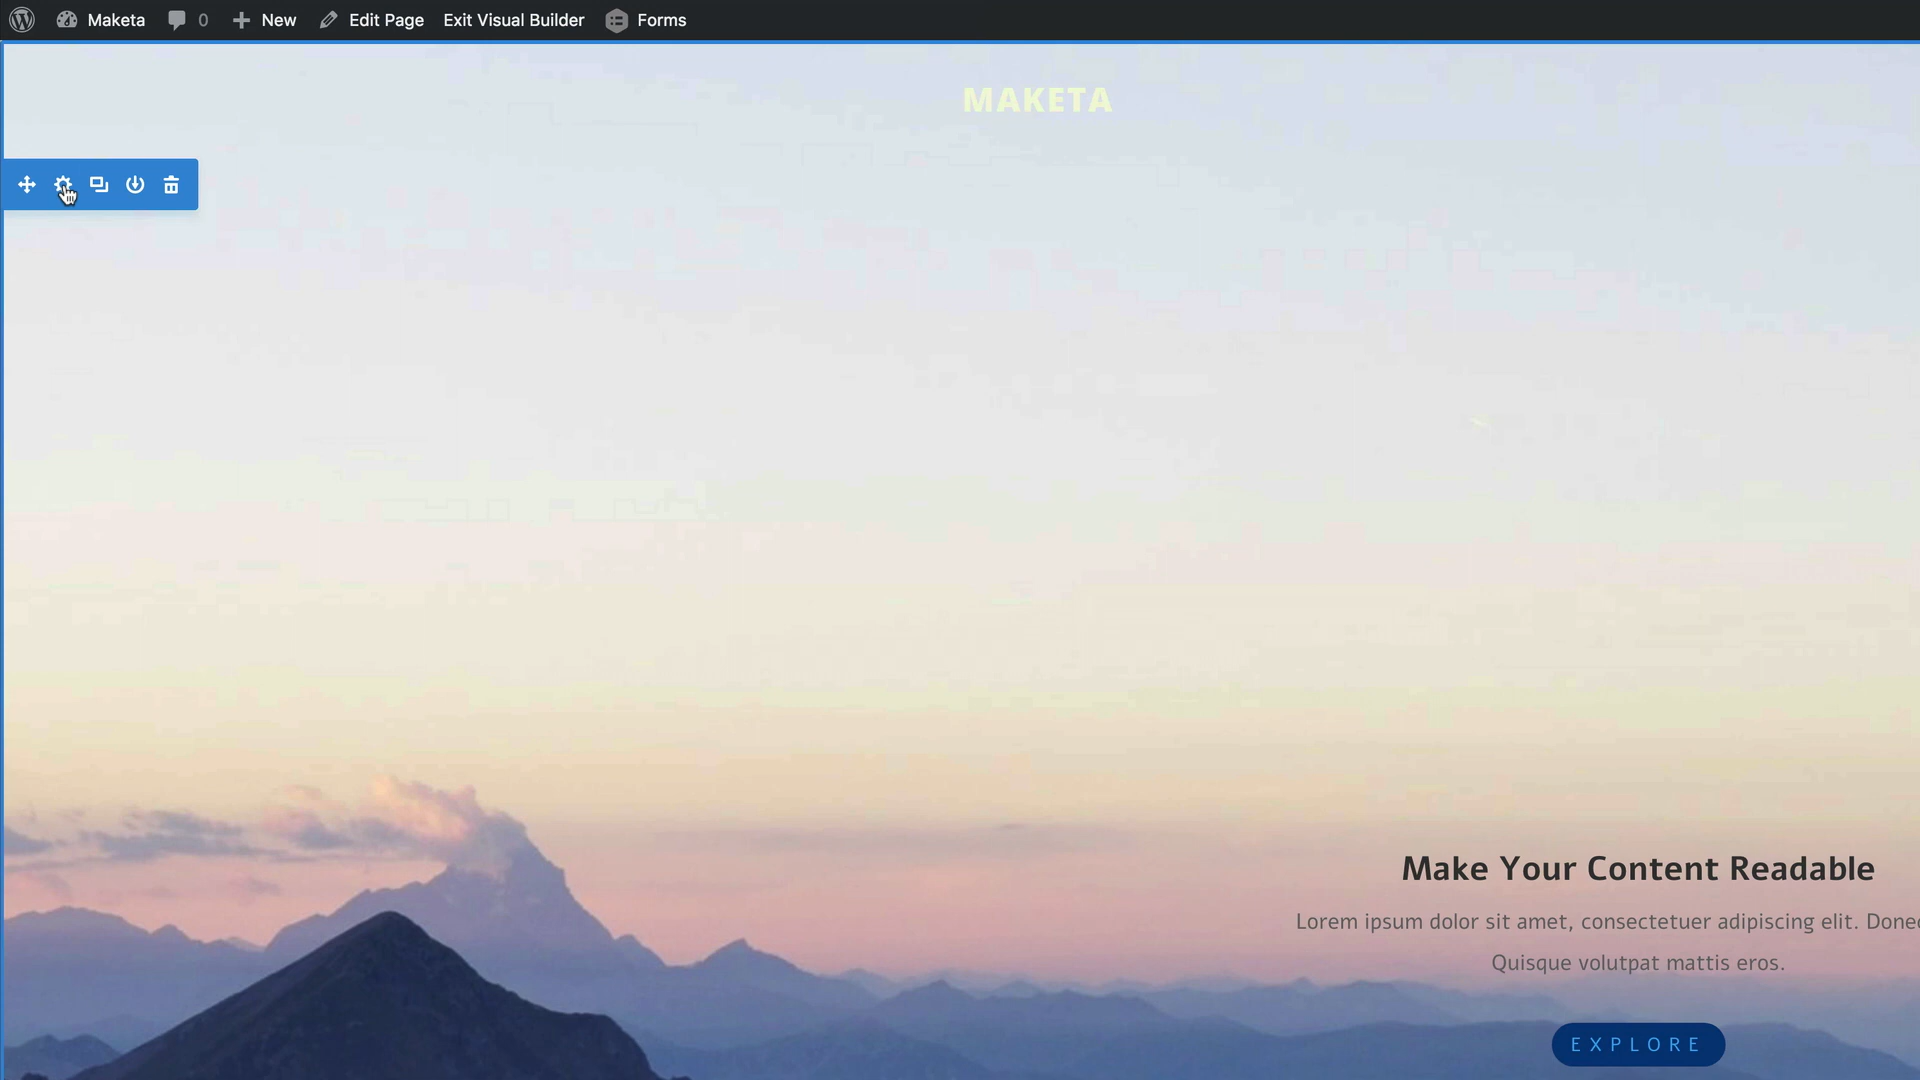 Maketa 0 New Edit Page Exit Visual Builder Forms
MAKETA
Make Your Content Readable
Lorem ipsum dolor sit amet, consectetuer adipiscing elit. Donec
Quisque volutpat mattis eros.
EXPLORE